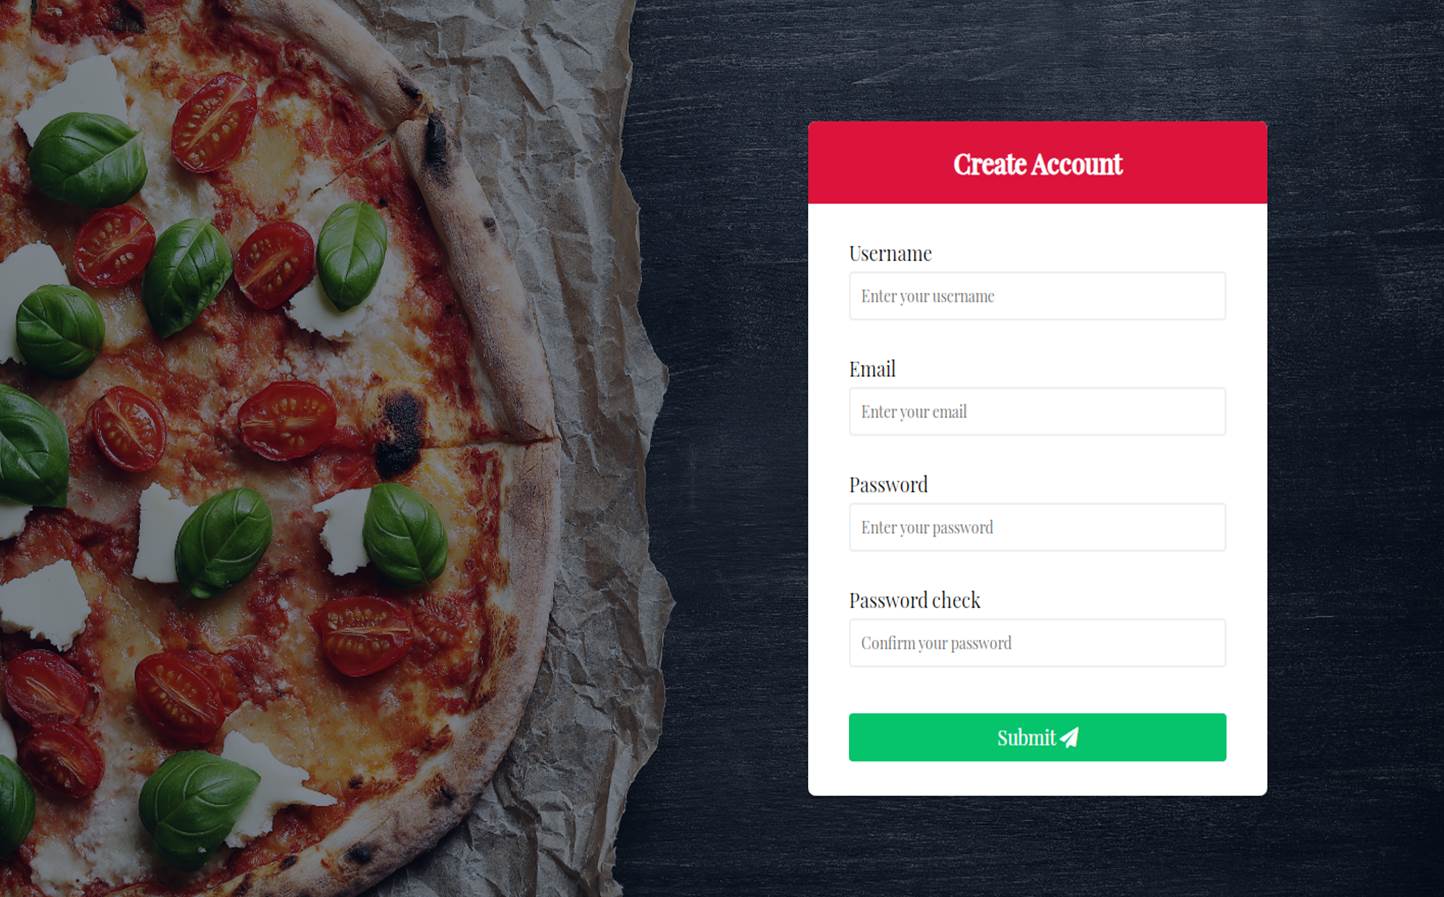 Create Account
Username
Enter your username
Email
Enter your email
Password
Enter your password
Password check
Confirm your password
Submit